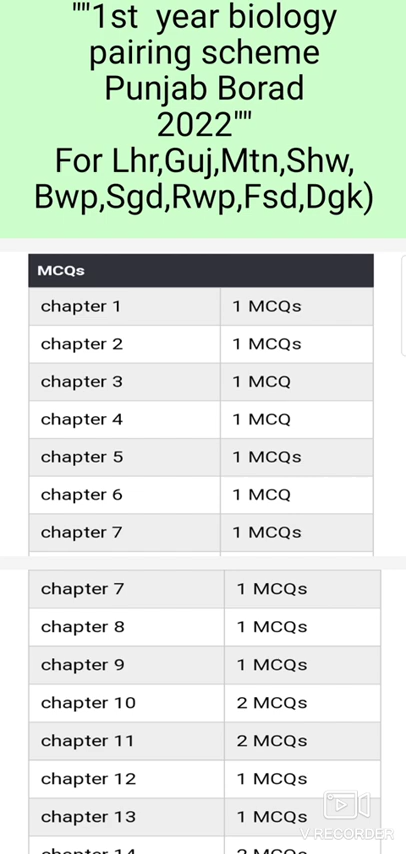 ""1st year biology
pairing scheme
Punjab Borad
2022""
For Lhr,Guj,Mtn,Shw,
Bwp,Sgd,Rwp,Fsd,Dgk)
MCQs
chapter 1 1 MCQs
chapter 2 1 MCQs
chapter 3 1 MCQ
chapter 4 1 MCQ
chapter 5 1 MCQs
chapter 6 1 MCQ
chapter 7 1 MCQs
chapter 7 1 MCQs
chapter 8 1 MCQs
chapter 9 1 MCQs
chapter 10 2 MCQs
chapter 11 2 MCQs
chapter 12 1 MCQs
chapter 13 1 MCQs
V RECORDER
chapter 14 2 MCQs